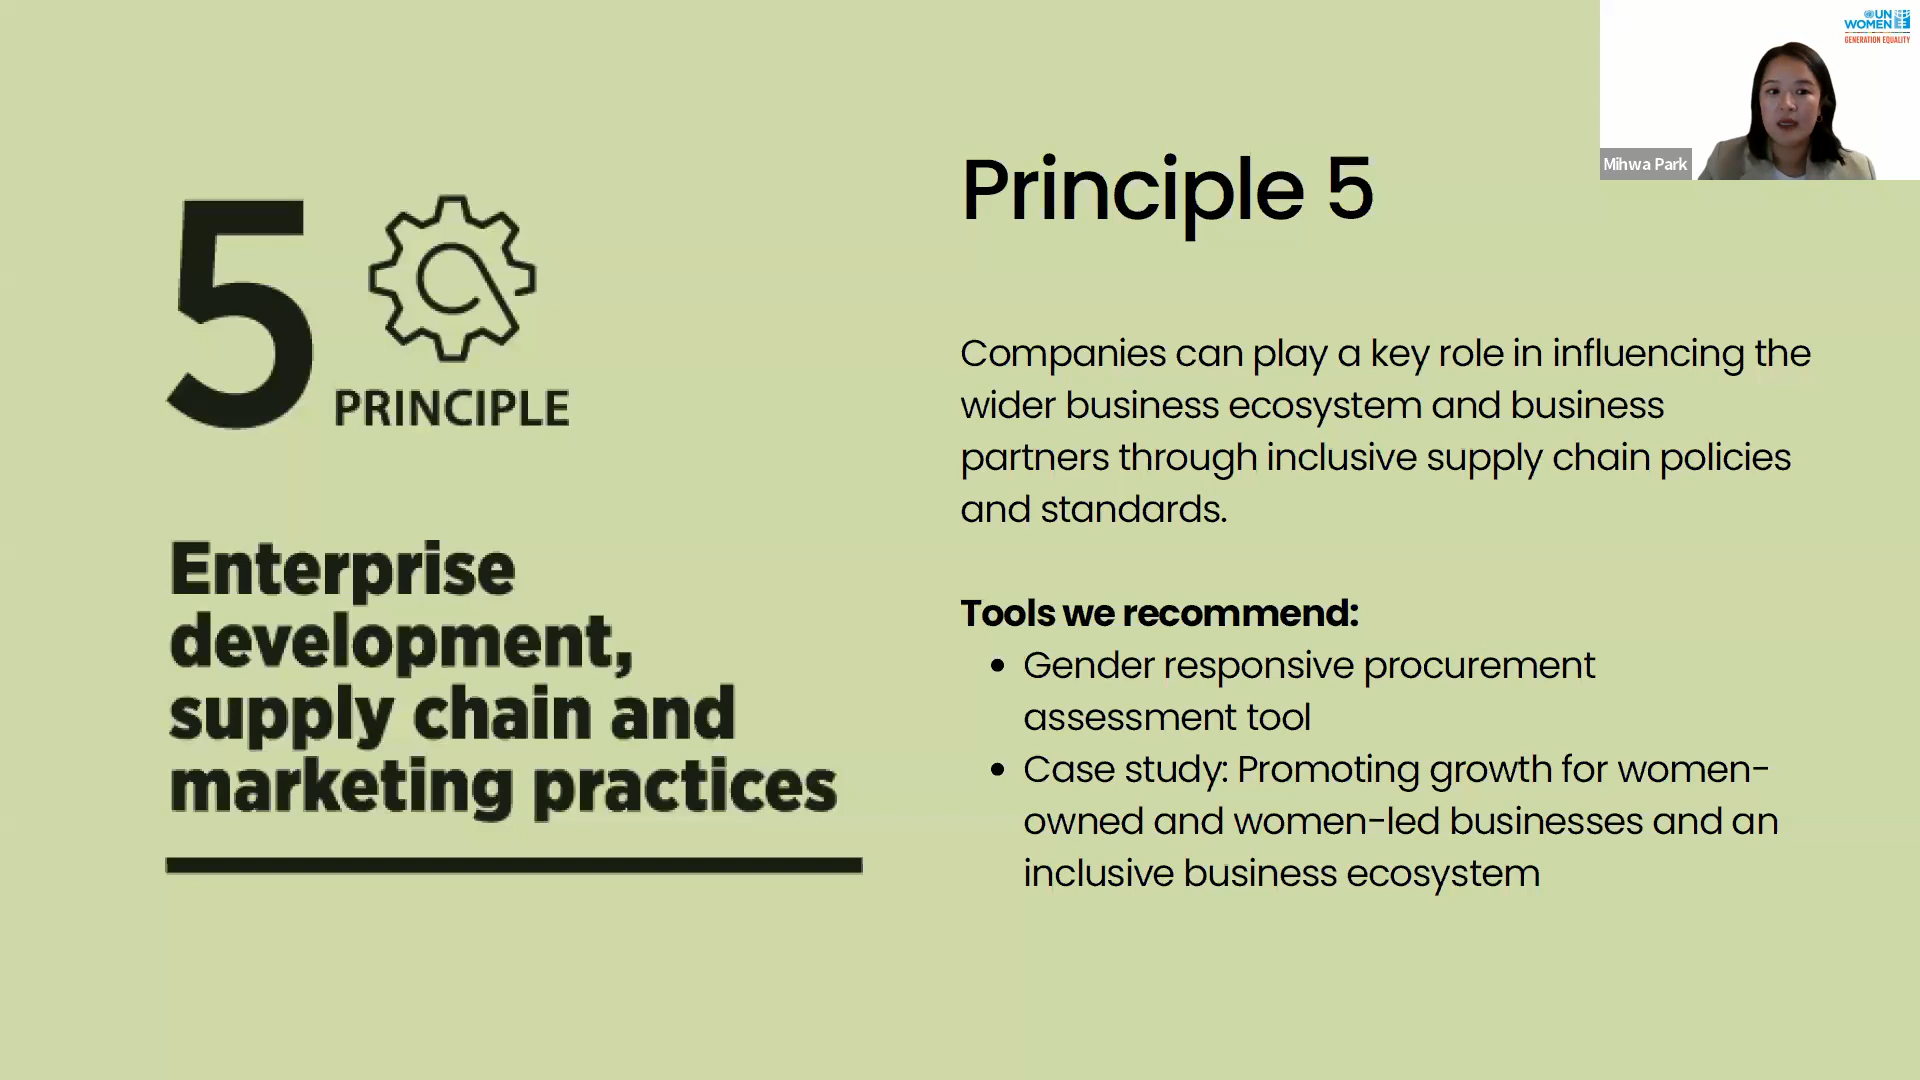 5
PRINCIPLE
Enterprise
development,
supply chain and
marketing practices
Principle 5
Companies can play a key role in influencing the
wider business ecosystem and business
partners through inclusive supply chain policies
and standards.
Tools we recommend:
• Gender responsive procurement
assessment tool
• Case study: Promoting growth for women-
owned and women-led businesses and an
inclusive business ecosystem
UN
WOMEN
GENERATION EQUALITY
Mihwa Park